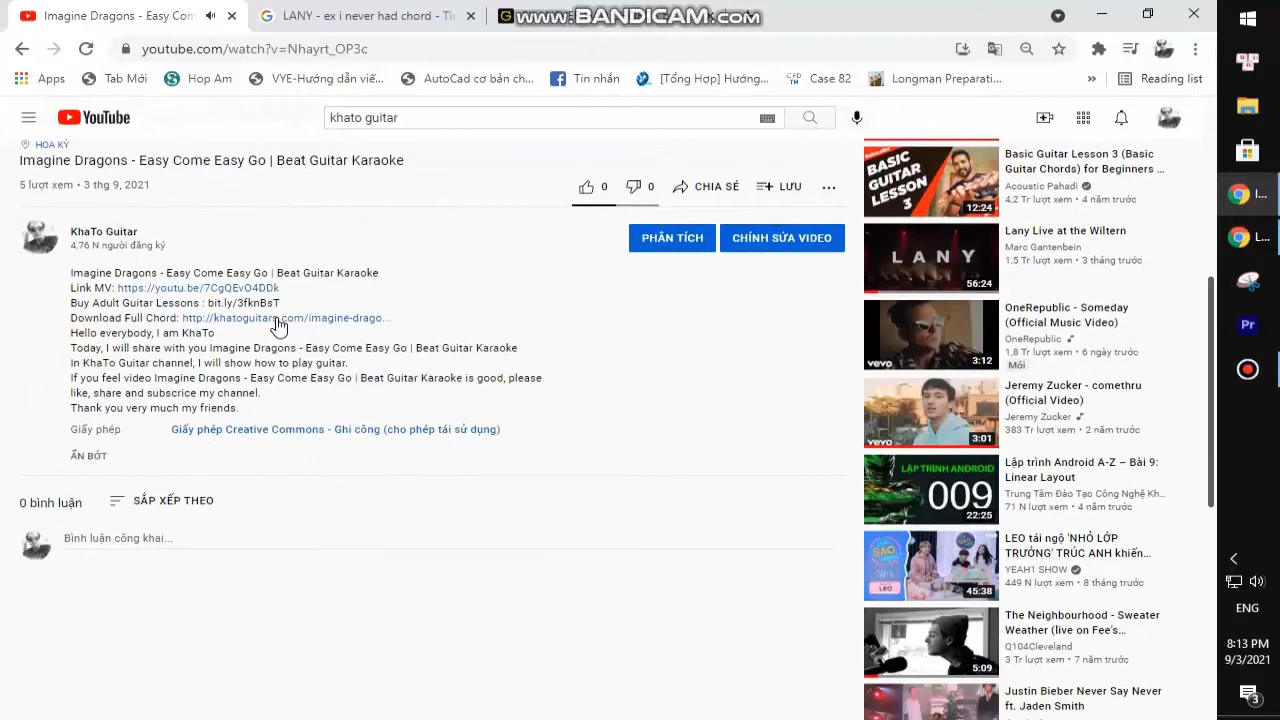 Imagine Dragons - Easy Com
LANY - ex i never had chord - Ti
www.BANDICAM.com
youtube.com/watch?v=Nhayrt_OP3c
Apps
Tab Mới
Hop Am
VYE-Hướng dẫn viế...
AutoCad cơ bản ch...
Tin nhắn
[Tổng Hợp] Hướng...
Case 82
Longman Preparati...
»
Reading list
YouTube
khato guitar
HOA KỲ
Imagine Dragons - Easy Come Easy Go | Beat Guitar Karaoke
5 lượt xem • 3 thg 9, 2021
0
0
CHIA SẺ
LƯU
KhaTo Guitar
4,76 N người đăng ký
PHÂN TÍCH
CHỈNH SỬA VIDEO
Imagine Dragons - Easy Come Easy Go | Beat Guitar Karaoke
Link MV: https://youtu.be/7CgQEvO4DDk
Buy Adult Guitar Lessons : bit.ly/3fknBsT
Download Full Chord: http://khatoguitar.com/imagine-drago...
Hello everybody, I am KhaTo
Today, I will share with you Imagine Dragons - Easy Come Easy Go | Beat Guitar Karaoke
In KhaTo Guitar channel, I will show how to play guitar.
If you feel video Imagine Dragons - Easy Come Easy Go | Beat Guitar Karaoke is good, please
like, share and subscrice my channel.
Thank you very much my friends.
Giấy phép
Giấy phép Creative Commons - Ghi công (cho phép tái sử dụng)
ẨN BỚT
0 bình luận
SẮP XẾP THEO
Bình luận công khai...
BASIC
GUITAR
LESSON
3
12:24
Basic Guitar Lesson 3 (Basic
Guitar Chords) for Beginners ...
Acoustic Pahadi
4,2 Tr lượt xem • 4 năm trước
LANY
56:24
Lany Live at the Wiltern
Marc Gantenbein
1,5 Tr lượt xem • 3 tháng trước
vevo
3:12
OneRepublic - Someday
(Official Music Video)
OneRepublic
1,8 Tr lượt xem • 6 ngày trước
Mới
vevo
3:01
Jeremy Zucker - comethru
(Official Video)
Jeremy Zucker
383 Tr lượt xem • 2 năm trước
LẬP TRÌNH ANDROID
009
22:25
Lập trình Android A-Z – Bài 9:
Linear Layout
Trung Tâm Đào Tạo Công Nghệ Kh...
71 N lượt xem • 4 năm trước
SAO
LEO
45:38
LEO tái ngộ 'NHỎ LỚP
TRƯỞNG' TRÚC ANH khiến...
YEAH1 SHOW
449 N lượt xem • 8 tháng trước
5:09
The Neighbourhood - Sweater
Weather (live on Fee's...
Q104Cleveland
3 Tr lượt xem • 7 năm trước
Justin Bieber Never Say Never
ft. Jaden Smith
I...
L...
Pr
ENG
8:13 PM
9/3/2021
3